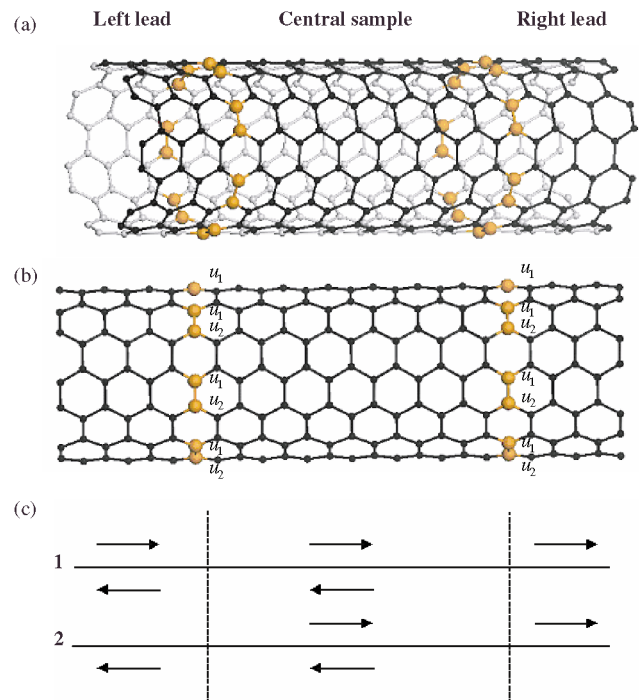 (a) Left lead Central sample Right lead
(b)
u₁ u₁
u₁ u₁
u₂ u₂
u₁ u₁
u₂ u₂
u₁ u₁
u₂ u₂
(c)
1
2